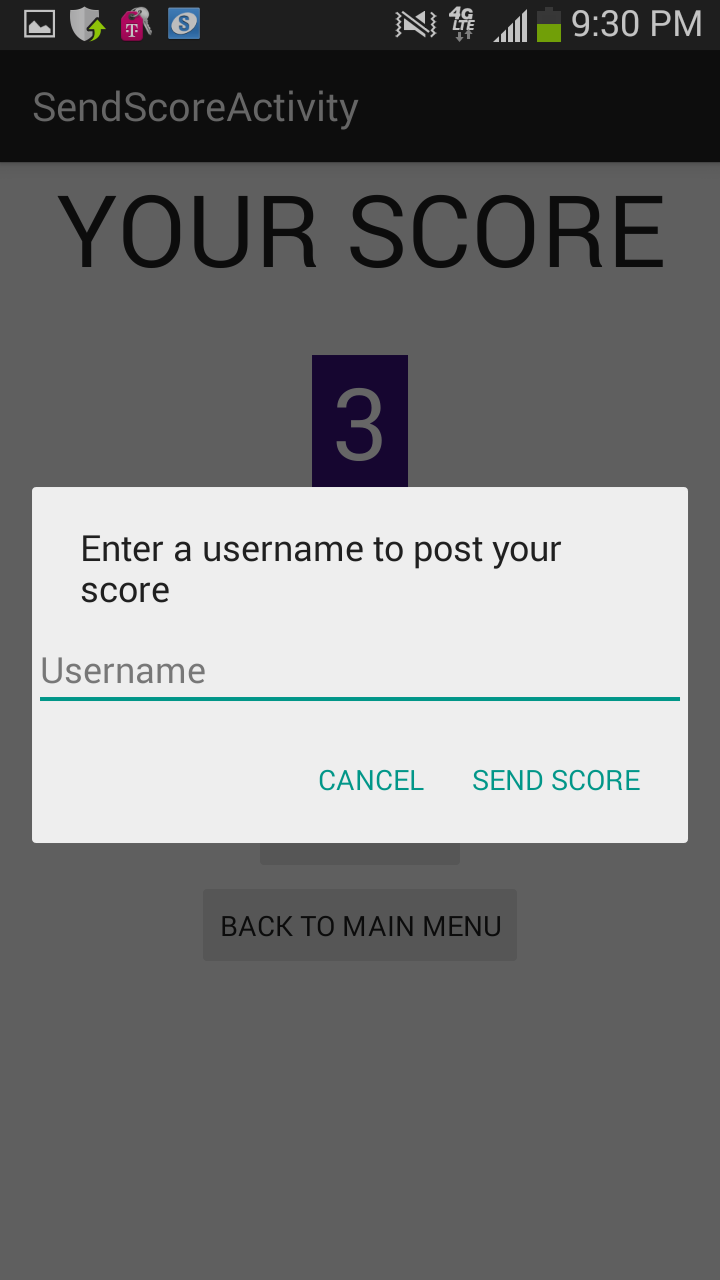 4G
LTE
9:30 PM
T
S
SendScoreActivity
YOUR SCORE
3
Enter a username to post your
score
Username
CANCEL
SEND SCORE
BACK TO MAIN MENU